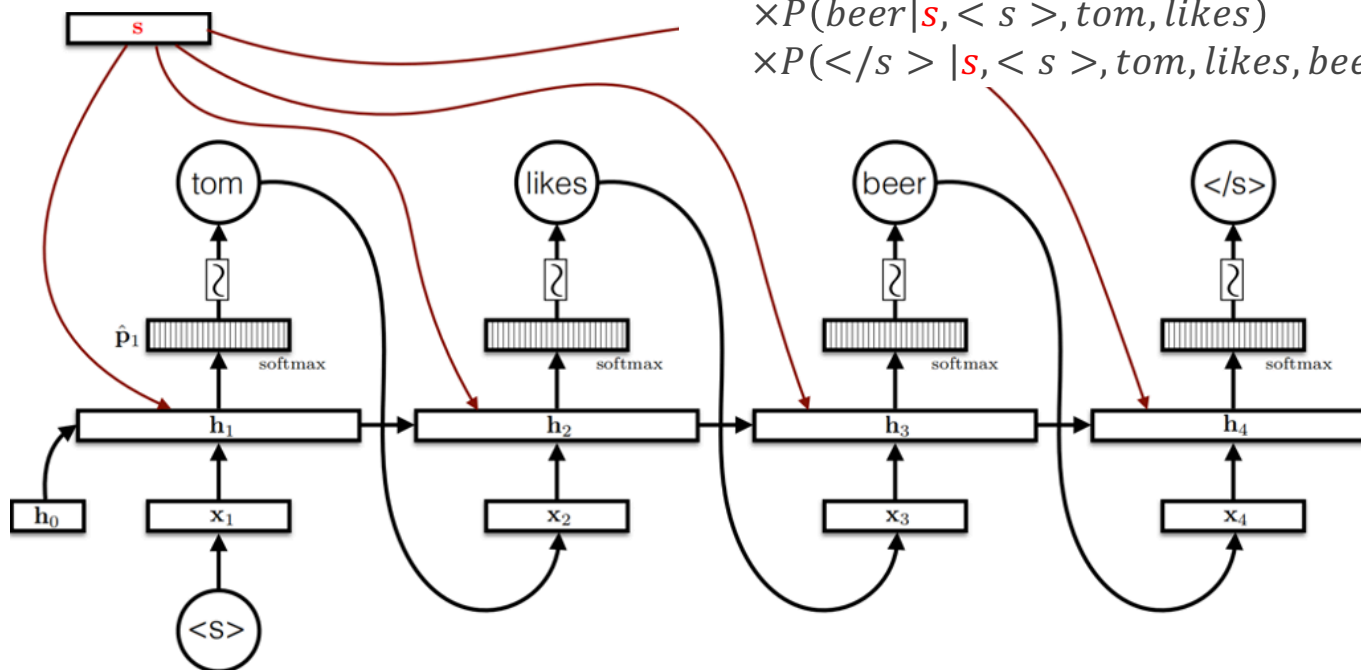 s
×P(beer|s, < s >, tom, likes)
×P(</s > |s, < s >, tom, likes, bee
tom
likes
beer
</s>
p̂₁
softmax
softmax
softmax
softmax
h₁
h₂
h₃
h₄
h₀
x₁
x₂
x₃
x₄
<s>